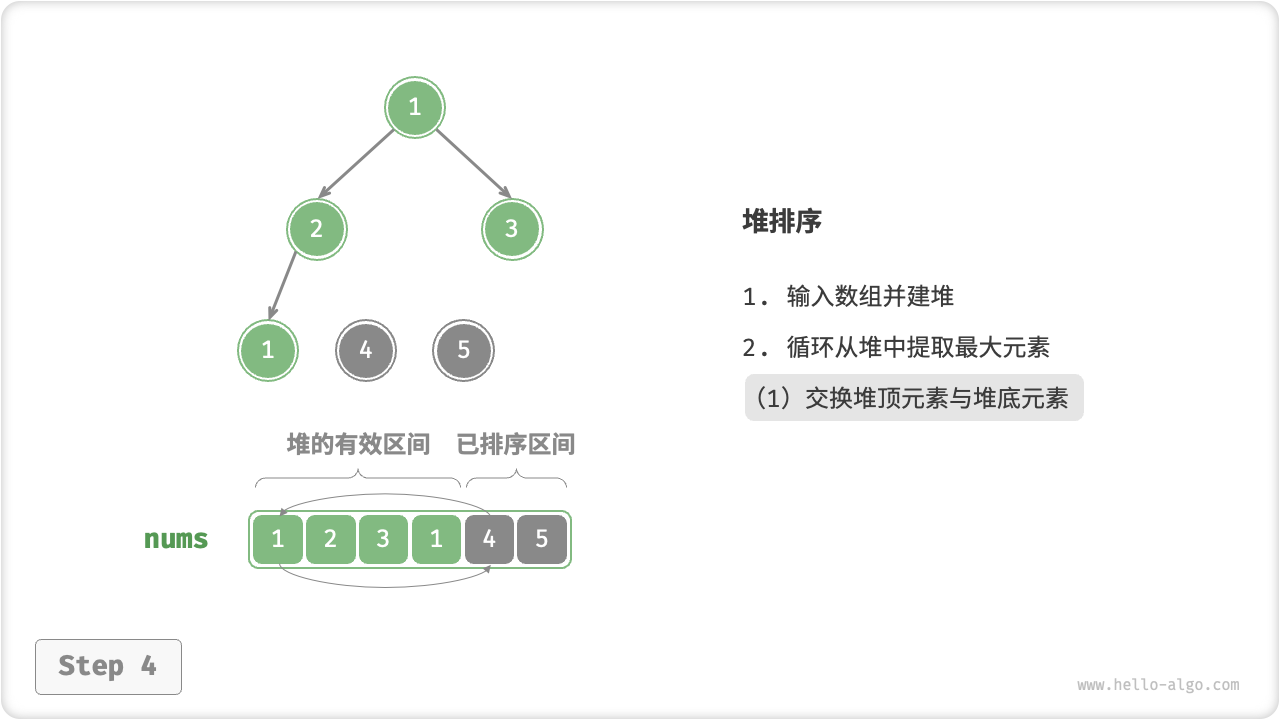 1
2 3
1 4 5
堆的有效区间 已排序区间
nums 1 2 3 1 4 5
Step 4
堆排序
1. 输入数组并建堆
2. 循环从堆中提取最大元素
（1）交换堆顶元素与堆底元素
www.hello-algo.com